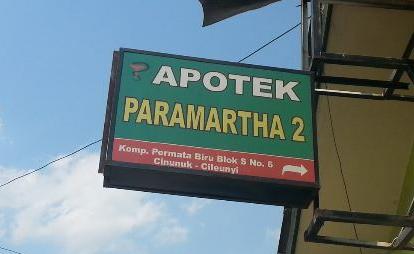 APOTEK
PARAMARTHA 2
Komp. Permata Biru Blok S No. 6
Cinunuk - Cileunyi